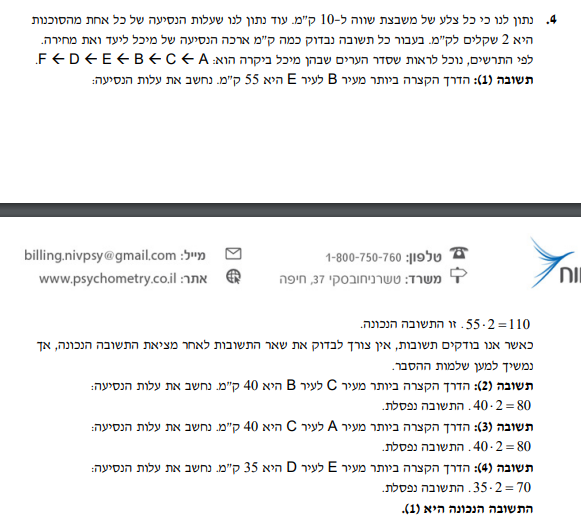 4. נתון לנו כי כל צלע של משבצת שווה ל-10 ק"מ. עוד נתון לנו שעלות הנסיעה של כל אחת מהסוכנות
היא 2 שקלים לק"מ. בעבור כל תשובה נבדוק כמה ק"מ ארכה הנסיעה של מיכל ליעד ואת מחירה.
לפי התרשים, נוכל לראות שסדר הערים שבהן מיכל ביקרה הוא: F ← D ← E ← B ← C ← A.
תשובה (1): הדרך הקצרה ביותר מעיר B לעיר E היא 55 ק"מ. נחשב את עלות הנסיעה:
טלפון: 1-800-750-760
מייל: billing.nivpsy@gmail.com
משרד: טשרניחובסקי 37, חיפה
אתר: www.psychometry.co.il
55·2=110. זו התשובה הנכונה.
כאשר אנו בודקים תשובות, אין צורך לבדוק את שאר התשובות לאחר מציאת התשובה הנכונה, אך
נמשיך למען שלמות ההסבר.
תשובה (2): הדרך הקצרה ביותר מעיר C לעיר B היא 40 ק"מ. נחשב את עלות הנסיעה:
40·2=80. התשובה נפסלת.
תשובה (3): הדרך הקצרה ביותר מעיר A לעיר C היא 40 ק"מ. נחשב את עלות הנסיעה:
40·2=80. התשובה נפסלת.
תשובה (4): הדרך הקצרה ביותר מעיר E לעיר D היא 35 ק"מ. נחשב את עלות הנסיעה:
35·2=70. התשובה נפסלת.
התשובה הנכונה היא (1).